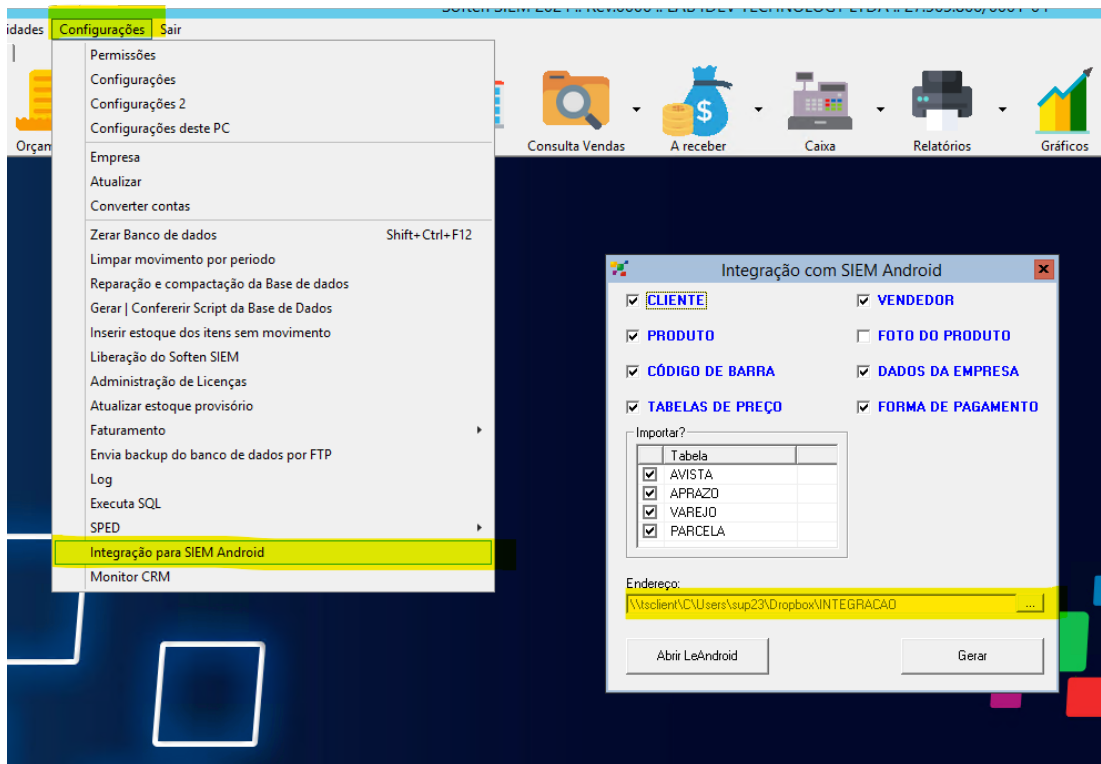 idades Configurações Sair
Permissões
Configurações
Configurações 2
Configurações deste PC
Empresa
Atualizar
Converter contas
Zerar Banco de dados Shift+Ctrl+F12
Limpar movimento por periodo
Reparação e compactação da Base de dados
Gerar | Confererir Script da Base de Dados
Inserir estoque dos itens sem movimento
Liberação do Soften SIEM
Administração de Licenças
Atualizar estoque provisório
Faturamento
Envia backup do banco de dados por FTP
Log
Executa SQL
SPED
Integração para SIEM Android
Monitor CRM
Orçam
Consulta Vendas
A receber
Caixa
Relatórios
Gráficos
Integração com SIEM Android
CLIENTE
VENDEDOR
PRODUTO
FOTO DO PRODUTO
CÓDIGO DE BARRA
DADOS DA EMPRESA
TABELAS DE PREÇO
FORMA DE PAGAMENTO
Importar?
Tabela
AVISTA
APRAZO
VAREJO
PARCELA
Endereço:
\\tsclient\C\Users\sup23\Dropbox\INTEGRACAO ...
Abrir LeAndroid
Gerar